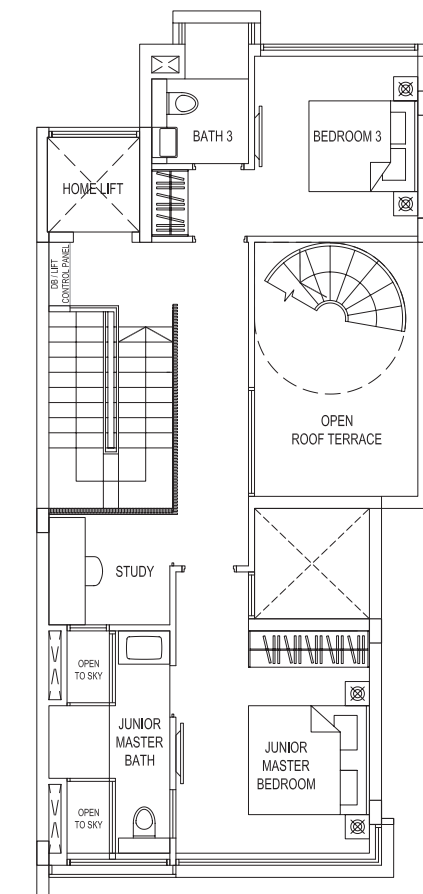 BATH 3
BEDROOM 3
HOME LIFT
DB / LIFT
CONTROL PANEL
OPEN
ROOF TERRACE
STUDY
OPEN
TO SKY
JUNIOR
MASTER
BATH
JUNIOR
MASTER
BEDROOM
OPEN
TO SKY